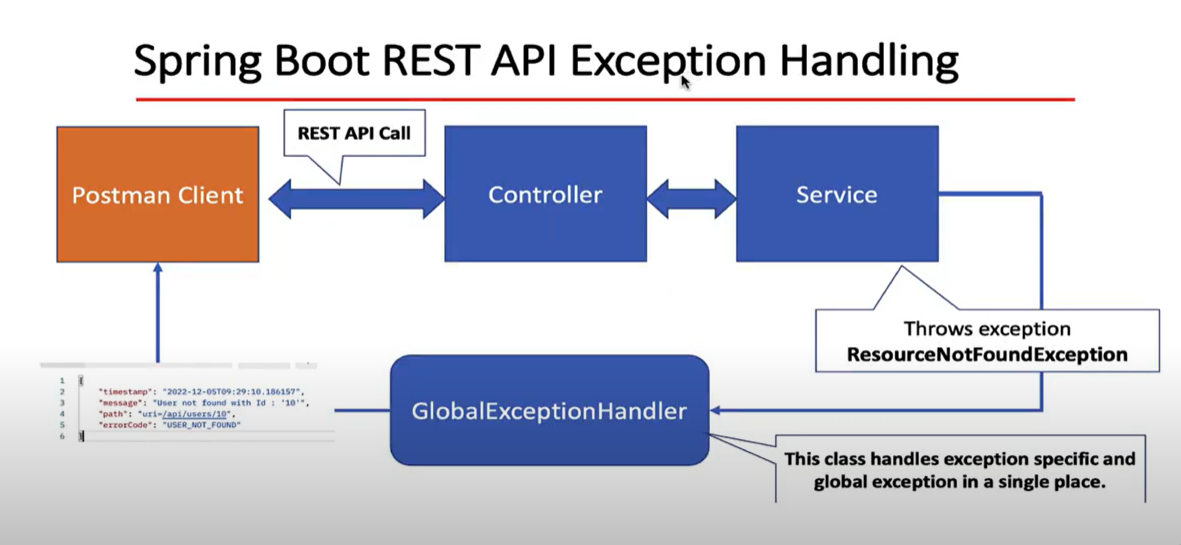 Spring Boot REST API Exception Handling
REST API Call
Postman Client
Controller
Service
Throws exception
ResourceNotFoundException
1 {
2 "timestamp": "2022-12-05T09:29:10.186157",
3 "message": "User not found with Id : '10'",
4 "path": "uri=/api/users/10",
5 "errorCode": "USER_NOT_FOUND"
6 }
GlobalExceptionHandler
This class handles exception specific and
global exception in a single place.